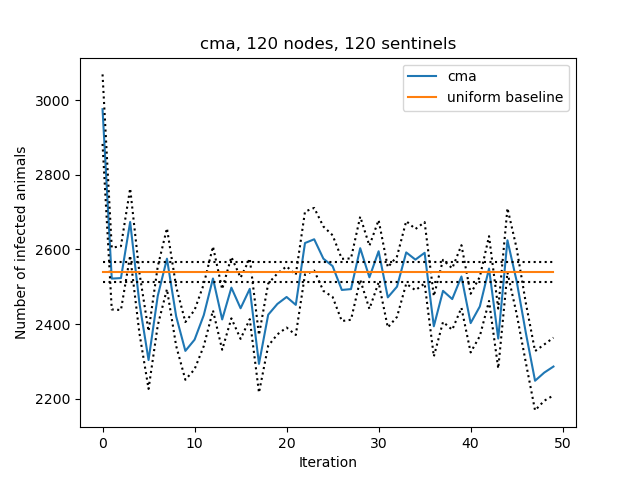 cma, 120 nodes, 120 sentinels
cma
uniform baseline
Number of infected animals
3000
2800
2600
2400
2200
0
10
20
30
40
50
Iteration